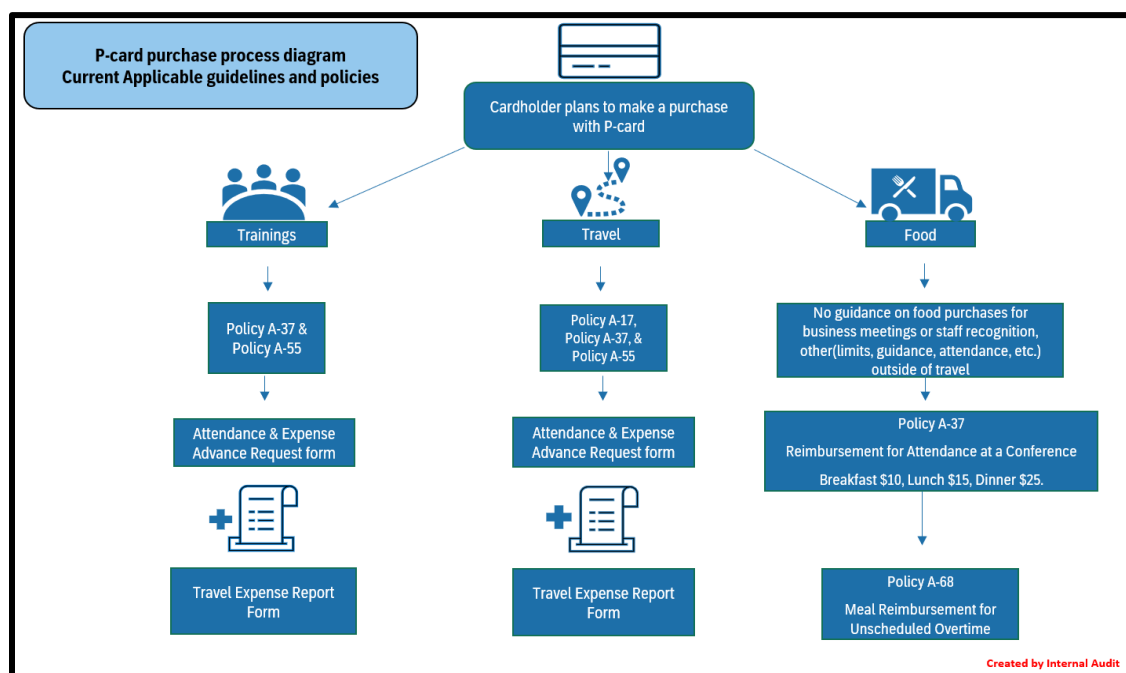 P-card purchase process diagram
Current Applicable guidelines and policies
Cardholder plans to make a purchase
with P-card
Trainings
Travel
Food
Policy A-37 &
Policy A-55
Policy A-17,
Policy A-37, &
Policy A-55
No guidance on food purchases for
business meetings or staff recognition,
other(limits, guidance, attendance, etc.)
outside of travel
Attendance & Expense
Advance Request form
Attendance & Expense
Advance Request form
Policy A-37
Reimbursement for Attendance at a Conference
Breakfast $10, Lunch $15, Dinner $25.
Travel Expense Report
Form
Travel Expense Report
Form
Policy A-68
Meal Reimbursement for
Unscheduled Overtime
Created by Internal Audit